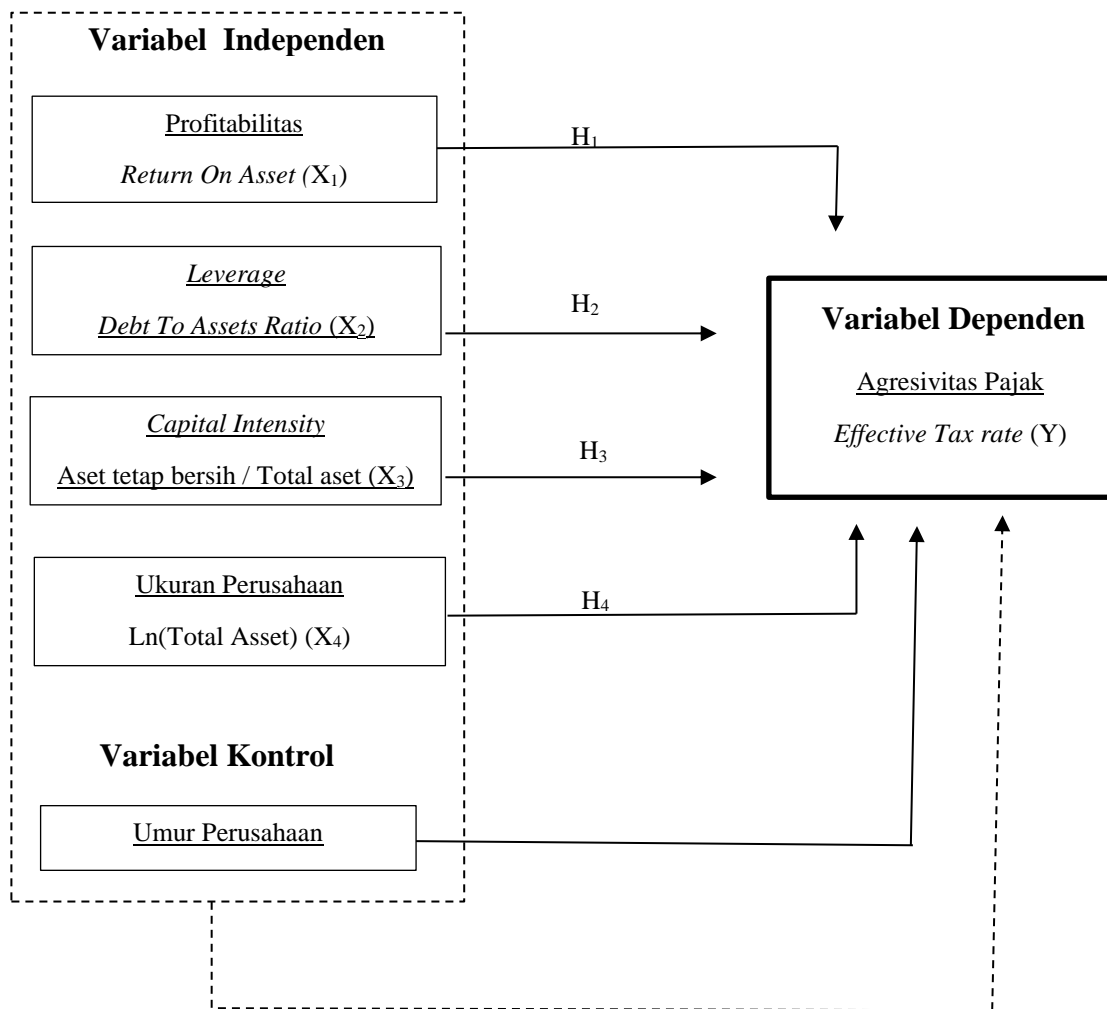 Variabel  Independen
Profitabilitas
Return On Asset (X₁)
H₁
Leverage
Debt To Assets Ratio (X₂)
H₂
Capital Intensity
Aset tetap bersih / Total aset (X₃)
H₃
Ukuran Perusahaan
Ln(Total Asset) (X₄)
H₄
Variabel Kontrol
Umur Perusahaan
Variabel Dependen
Agresivitas Pajak
Effective Tax rate (Y)